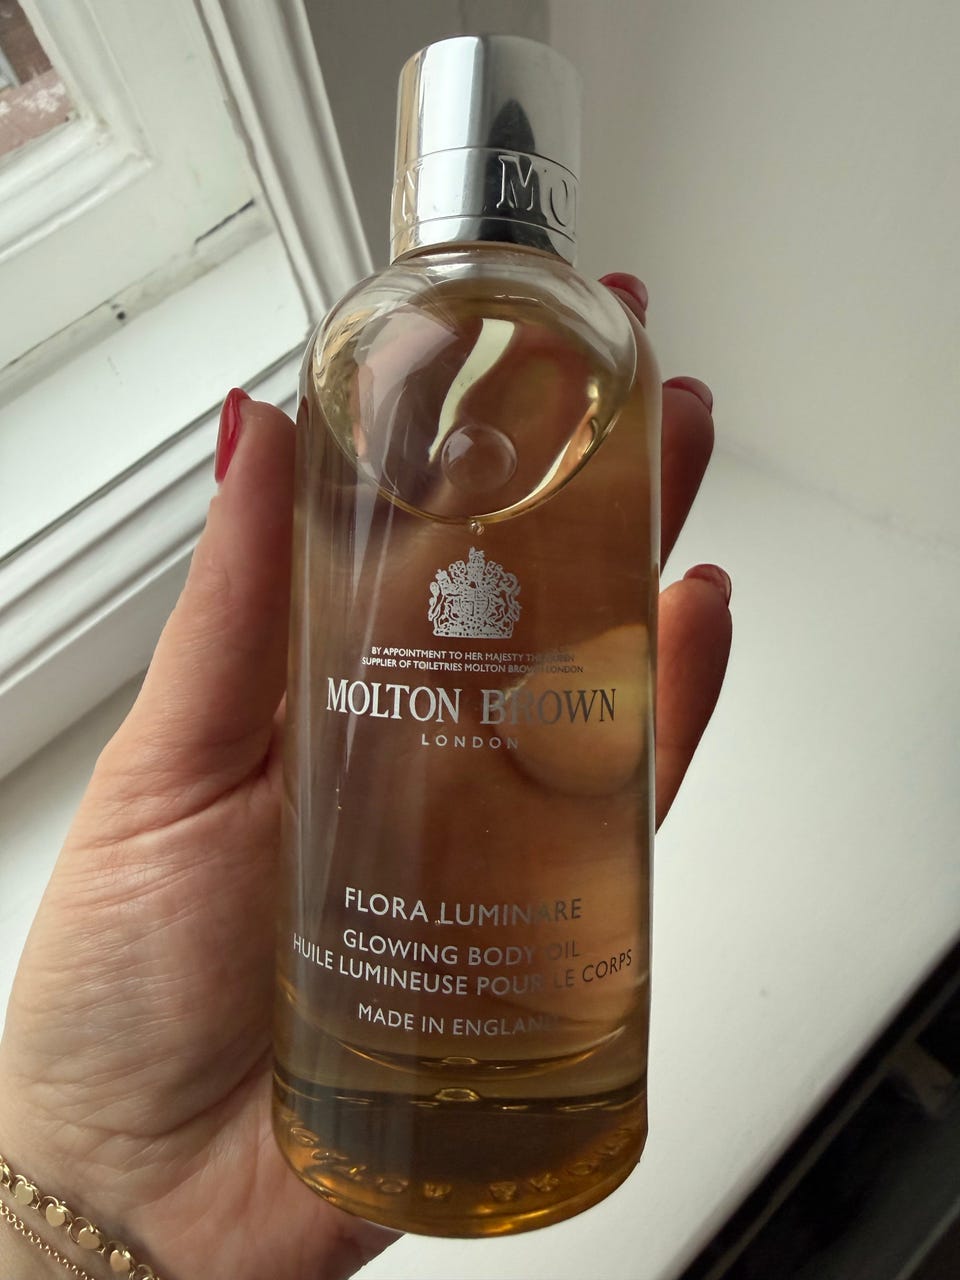 MO
BY APPOINTMENT TO HER MAJESTY THE QUEEN
SUPPLIER OF TOILETRIES MOLTON BROWN LONDON
MOLTON BROWN
LONDON
FLORA LUMINARE
GLOWING BODY OIL
HUILE LUMINEUSE POUR LE CORPS
MADE IN ENGLAND